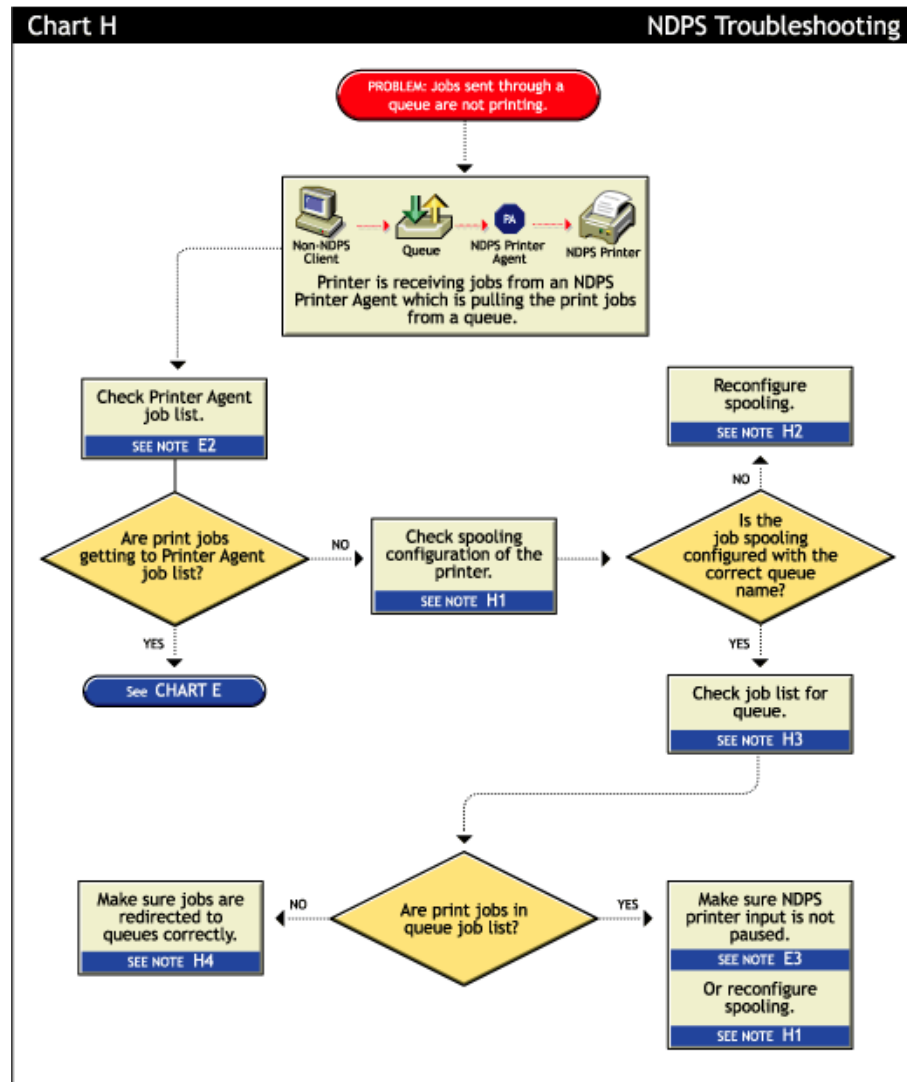 Chart H
NDPS Troubleshooting
PROBLEM: Jobs sent through a
queue are not printing.
Non-NDPS
Client
Queue
PA
NDPS Printer
Agent
NDPS Printer
Printer is receiving jobs from an NDPS
Printer Agent which is pulling the print jobs
from a queue.
Check Printer Agent
job list.
SEE NOTE E2
Reconfigure
spooling.
SEE NOTE H2
NO
Are print jobs
getting to Printer Agent
job list?
NO
Check spooling
configuration of the
printer.
SEE NOTE H1
Is the
job spooling
configured with the
correct queue
name?
YES
See CHART E
YES
Check job list for
queue.
SEE NOTE H3
Make sure jobs are
redirected to
queues correctly.
SEE NOTE H4
NO
Are print jobs in
queue job list?
YES
Make sure NDPS
printer input is not
paused.
SEE NOTE E3
Or reconfigure
spooling.
SEE NOTE H1